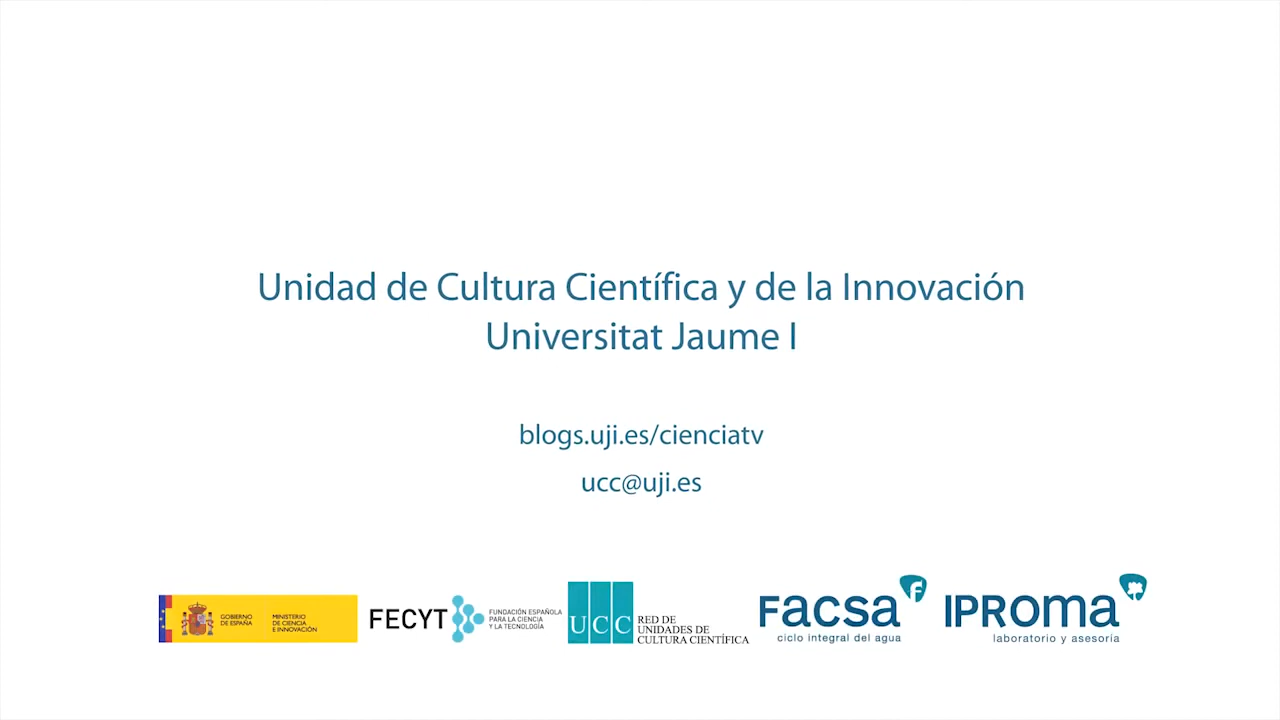 Unidad de Cultura Científica y de la Innovación
Universitat Jaume I
blogs.uji.es/cienciatv
ucc@uji.es
GOBIERNO
DE ESPAÑA
MINISTERIO
DE CIENCIA
E INNOVACIÓN
FECYT
FUNDACIÓN ESPAÑOLA
PARA LA CIENCIA
Y LA TECNOLOGÍA
UCC
RED DE
UNIDADES DE
CULTURA CIENTÍFICA
FACSA
ciclo integral del agua
IPROMA
laboratorio y asesoría